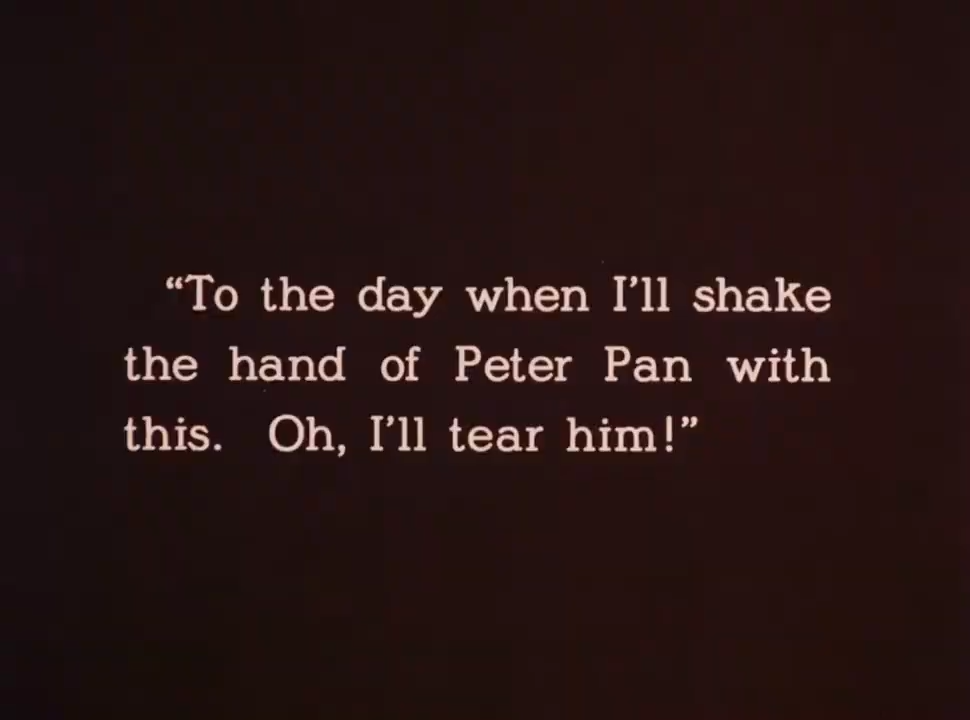 “To the day when I’ll shake
the hand of Peter Pan with
this. Oh, I’ll tear him!”